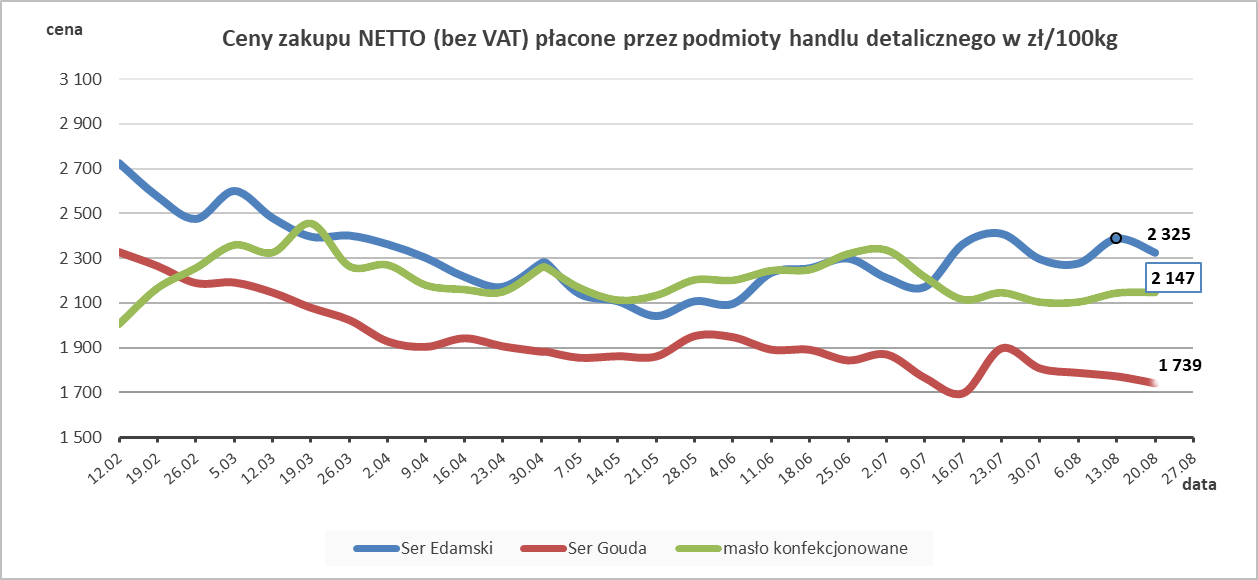 cena
Ceny zakupu NETTO (bez VAT) płacone przez podmioty handlu detalicznego w zł/100kg
3 100
2 900
2 700
2 500
2 300
2 100
1 900
1 700
1 500
2 325
2 147
1 739
12.02 19.02 26.02 5.03 12.03 19.03 26.03 2.04 9.04 16.04 23.04 30.04 7.05 14.05 21.05 28.05 4.06 11.06 18.06 25.06 2.07 9.07 16.07 23.07 30.07 6.08 13.08 20.08 27.08
data
Ser Edamski Ser Gouda masło konfekcjonowane